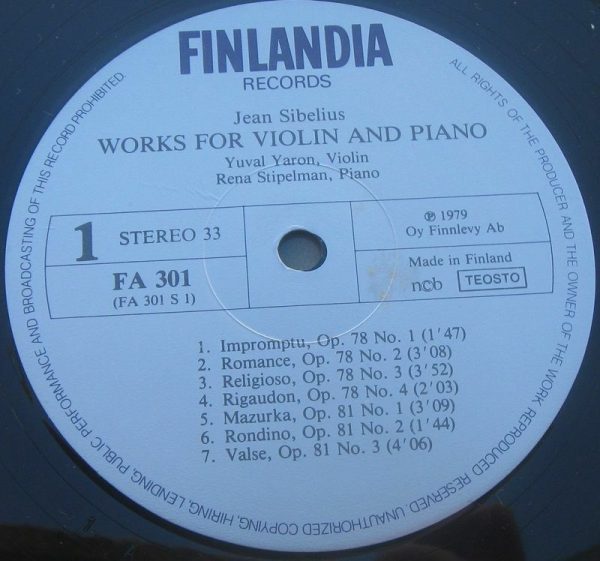 FINLANDIA
RECORDS
Jean Sibelius
WORKS FOR VIOLIN AND PIANO
Yuval Yaron, Violin
Rena Stipelman, Piano
1 STEREO 33
FA 301
(FA 301 S 1)
℗ 1979
Oy Finnlevy Ab
Made in Finland
ncb TEOSTO
1. Impromptu, Op. 78 No. 1 (1′47)
2. Romance, Op. 78 No. 2 (3′08)
3. Religioso, Op. 78 No. 3 (3′52)
4. Rigaudon, Op. 78 No. 4 (2′03)
5. Mazurka, Op. 81 No. 1 (3′09)
6. Rondino, Op. 81 No. 2 (1′44)
7. Valse, Op. 81 No. 3 (4′06)
ALL RIGHTS OF THE PRODUCER AND THE OWNER OF THE WORK REPRODUCED RESERVED. UNAUTHORIZED COPYING, HIRING, LENDING, PUBLIC PERFORMANCE AND BROADCASTING OF THIS RECORD PROHIBITED.